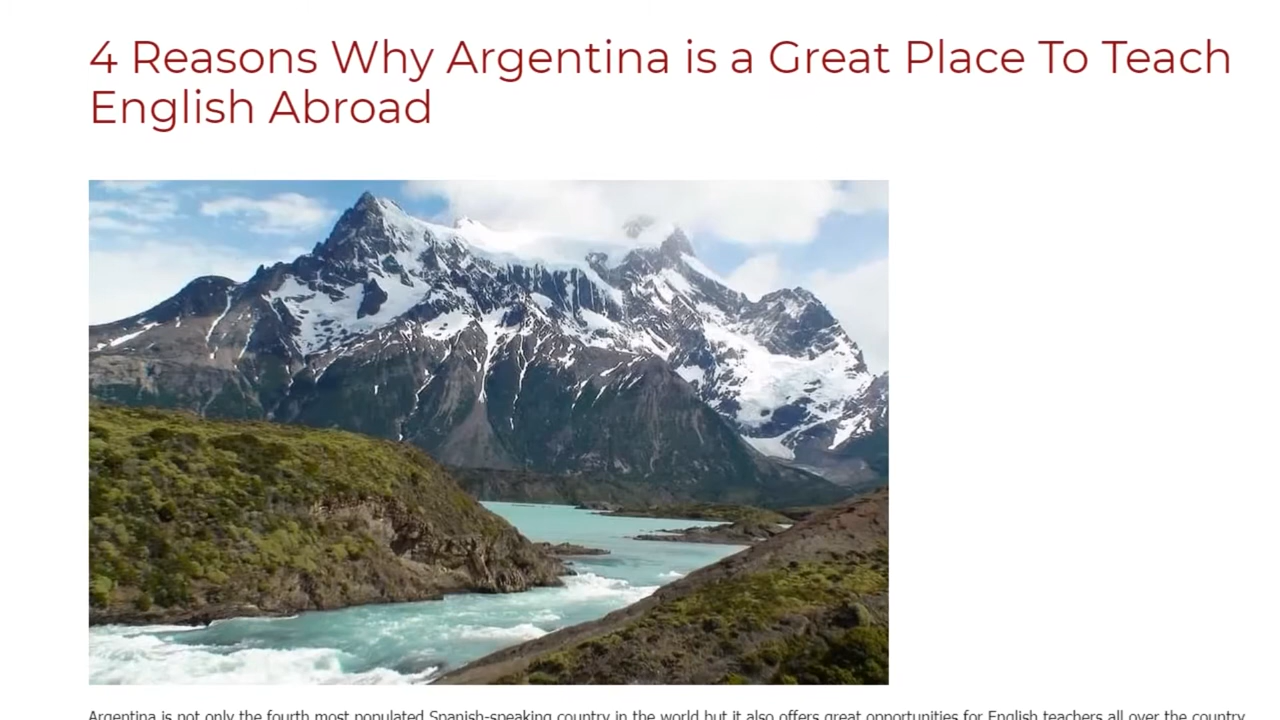 4 Reasons Why Argentina is a Great Place To Teach
English Abroad
Argentina is not only the fourth most populated Spanish-speaking country in the world but it also offers great opportunities for English teachers all over the country